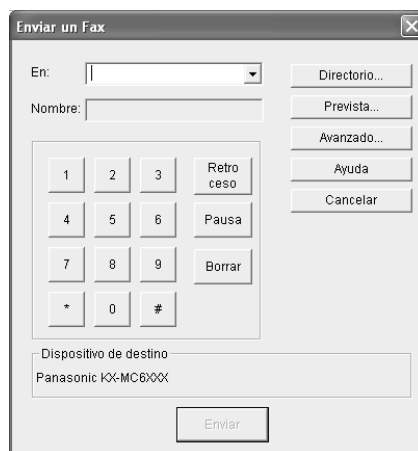 Enviar un Fax
En:
Directorio...
Nombre:
Prevista...
Avanzado...
Ayuda
Cancelar
1 2 3 Retro ceso
4 5 6 Pausa
7 8 9 Borrar
* 0 #
Dispositivo de destino
Panasonic KX-MC6XXX
Enviar